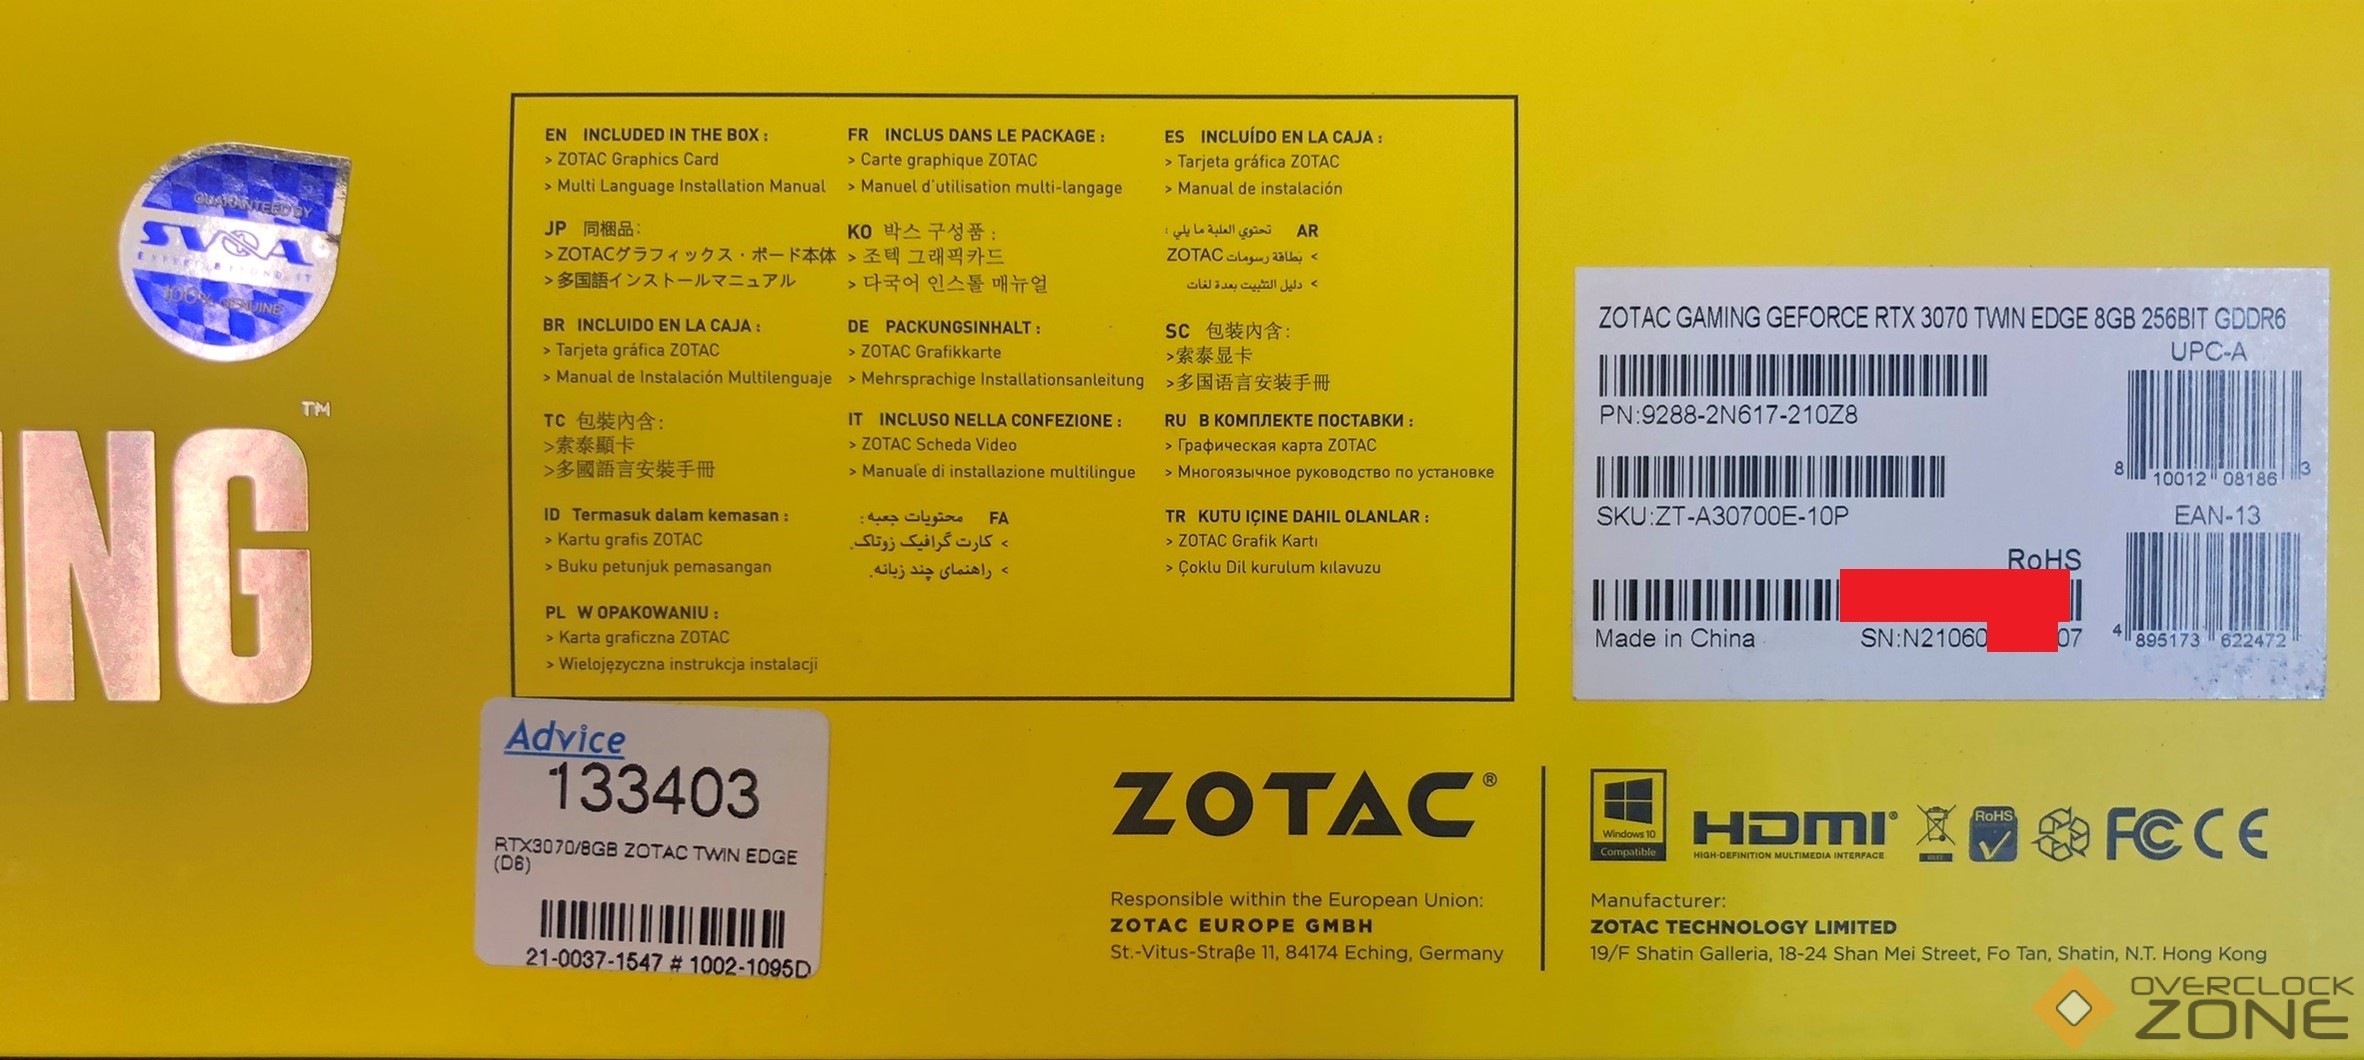 GUARANTEED BY
SVOA
EXPERT BEYOND IT
100% GENUINE
NG™
EN INCLUDED IN THE BOX :
> ZOTAC Graphics Card
> Multi Language Installation Manual
FR INCLUS DANS LE PACKAGE :
> Carte graphique ZOTAC
> Manuel d'utilisation multi-langage
ES INCLUÍDO EN LA CAJA :
> Tarjeta gráfica ZOTAC
> Manual de instalación
JP 同梱品:
> ZOTACグラフィックス・ボード本体
> 多国語インストールマニュアル
KO 박스 구성품 :
> 조텍 그래픽카드
> 다국어 인스톨 매뉴얼
AR تحتوي العلبة ما يلي :
> بطاقة رسومات ZOTAC
> دليل التثبيت بعدة لغات
BR INCLUIDO EN LA CAJA :
> Tarjeta gráfica ZOTAC
> Manual de Instalación Multilenguaje
DE PACKUNGSINHALT :
> ZOTAC Grafikkarte
> Mehrsprachige Installationsanleitung
SC 包装内含:
>索泰显卡
>多国语言安装手冊
TC 包裝內含:
>索泰顯卡
>多國語言安裝手冊
IT INCLUSO NELLA CONFEZIONE :
> ZOTAC Scheda Video
> Manuale di installazione multilingue
RU В КОМПЛЕКТЕ ПОСТАВКИ :
> Графическая карта ZOTAC
> Многоязычное руководство по установке
ID Termasuk dalam kemasan :
> Kartu grafis ZOTAC
> Buku petunjuk pemasangan
FA محتویات جعبه :
> کارت گرافیک زوتاک.
> راهنمای چند زبانه.
TR KUTU IÇINE DAHIL OLANLAR :
> ZOTAC Grafik Kartı
> Çoklu Dil kurulum kılavuzu
PL W OPAKOWANIU :
> Karta graficzna ZOTAC
> Wielojęzyczna instrukcja instalacji
ZOTAC GAMING GEFORCE RTX 3070 TWIN EDGE 8GB 256BIT GDDR6
UPC-A
PN:9288-2N617-210Z8
8 10012 08186 3
SKU:ZT-A30700E-10P
EAN-13
RoHS
Made in China
SN:N21060 07
4 895173 622472
Advice
133403
RTX3070/8GB ZOTAC TWIN EDGE
(D6)
21-0037-1547 # 1002-1095D
ZOTAC®
Responsible within the European Union:
ZOTAC EUROPE GMBH
St.-Vitus-Straβe 11, 84174 Eching, Germany
Windows 10
Compatible
HDMI®
HIGH-DEFINITION MULTIMEDIA INTERFACE
RoHS
FC CE
Manufacturer:
ZOTAC TECHNOLOGY LIMITED
19/F Shatin Galleria, 18-24 Shan Mei Street, Fo Tan, Shatin, N.T. Hong Kong
OVERCLOCK
ZONE